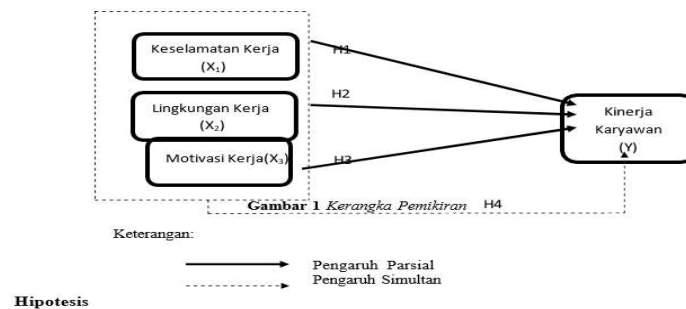 Keselamatan Kerja
(X₁)
H1
H2
Lingkungan Kerja
(X₂)
Kinerja
Karyawan
(Y)
Motivasi Kerja(X₃)
H3
Gambar 1 Kerangka Pemikiran H4
Keterangan:
Pengaruh Parsial
Pengaruh Simultan
Hipotesis